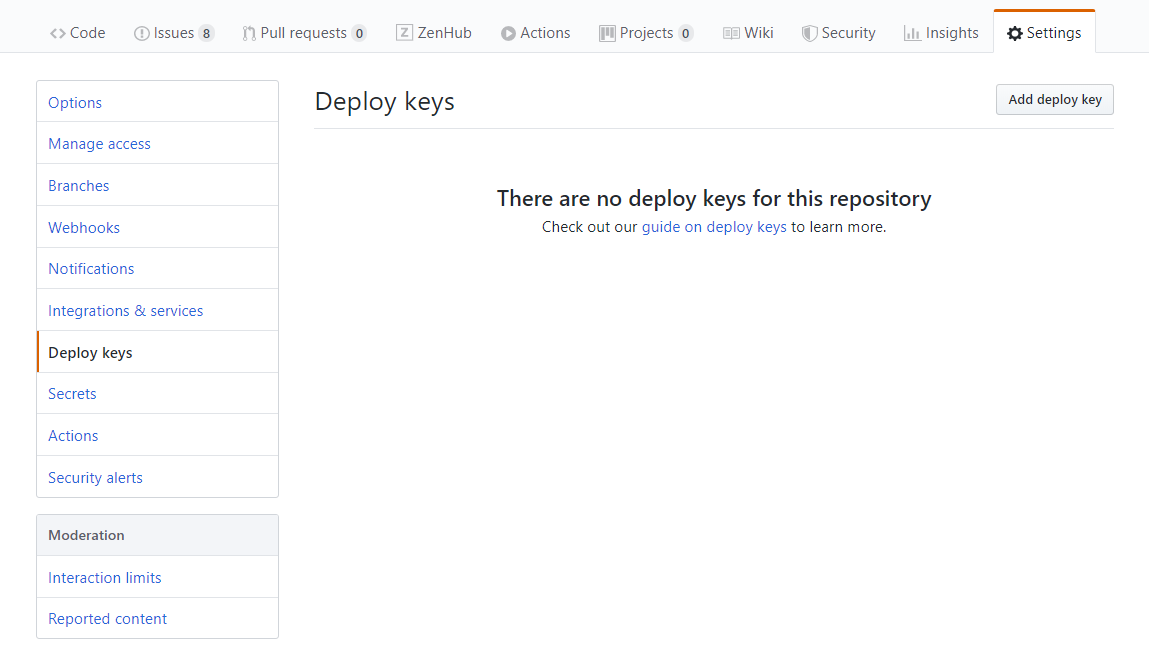 Code Issues 8 Pull requests 0 Z ZenHub Actions Projects 0 Wiki Security Insights Settings
Options
Manage access
Branches
Webhooks
Notifications
Integrations & services
Deploy keys
Secrets
Actions
Security alerts
Moderation
Interaction limits
Reported content
Deploy keys Add deploy key
There are no deploy keys for this repository
Check out our guide on deploy keys to learn more.